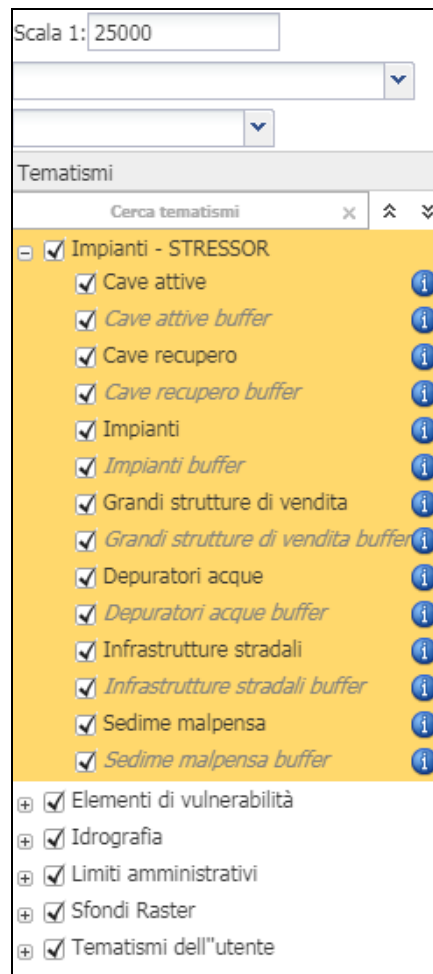 Scala 1: 25000
Tematismi
Cerca tematismi
Impianti - STRESSOR
Cave attive
Cave attive buffer
Cave recupero
Cave recupero buffer
Impianti
Impianti buffer
Grandi strutture di vendita
Grandi strutture di vendita buffer
Depuratori acque
Depuratori acque buffer
Infrastrutture stradali
Infrastrutture stradali buffer
Sedime malpensa
Sedime malpensa buffer
Elementi di vulnerabilità
Idrografia
Limiti amministrativi
Sfondi Raster
Tematismi dell''utente